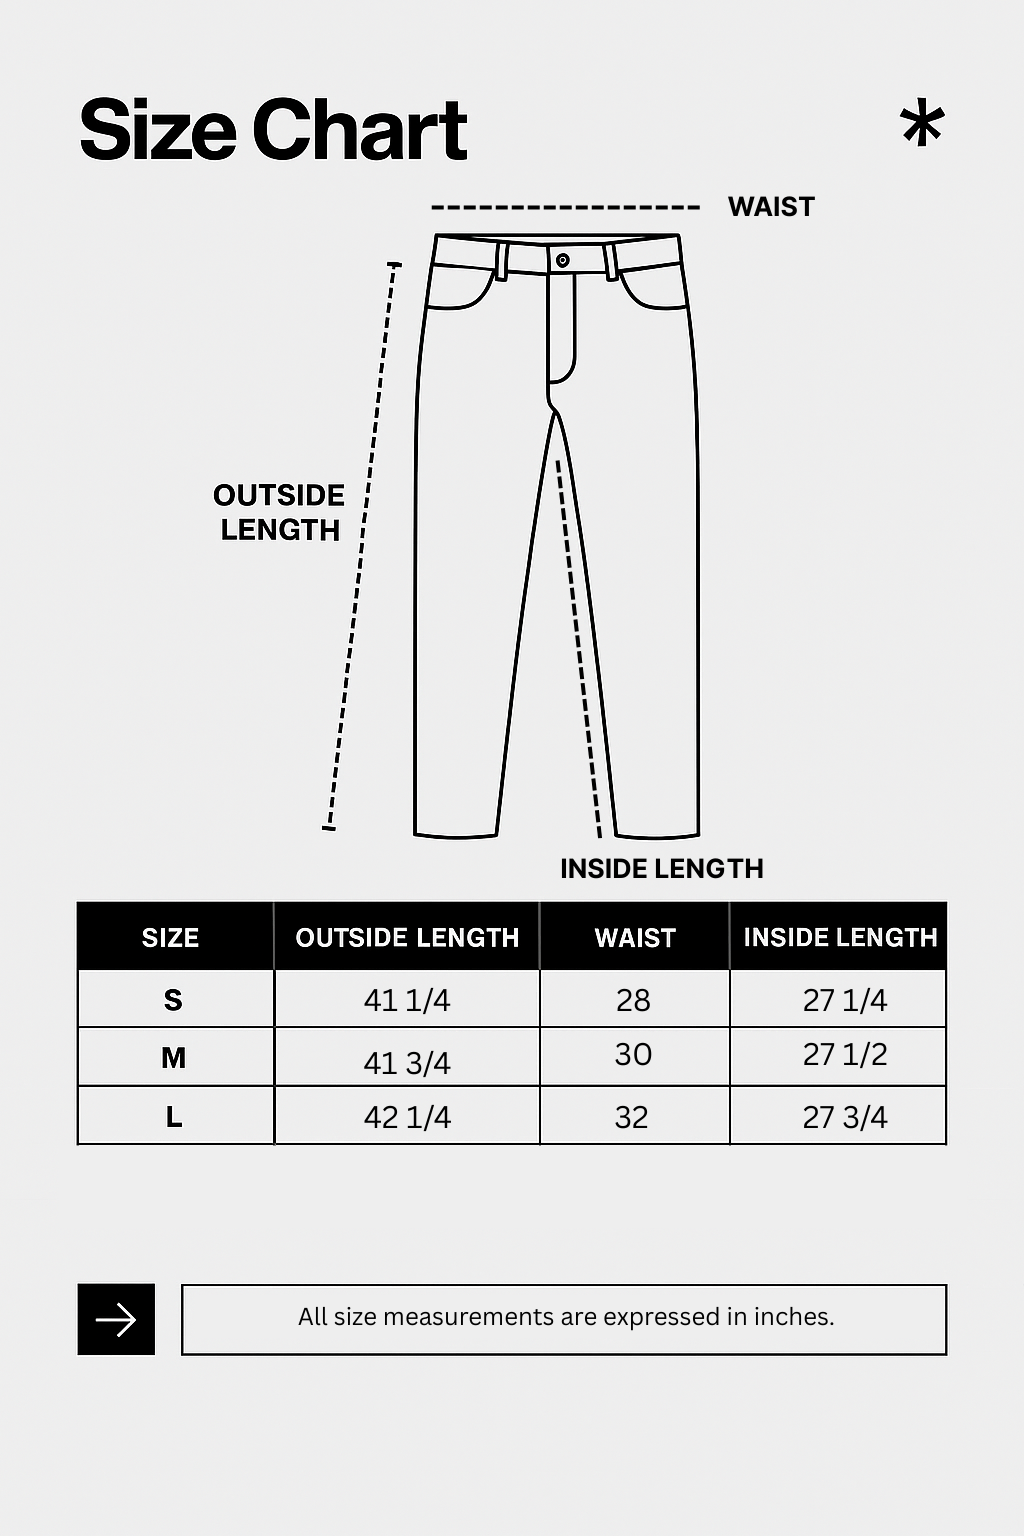 Size Chart
*
WAIST
OUTSIDE
LENGTH
INSIDE LENGTH
SIZE OUTSIDE LENGTH WAIST INSIDE LENGTH
S 41 1/4 28 27 1/4
M 41 3/4 30 27 1/2
L 42 1/4 32 27 3/4
All size measurements are expressed in inches.